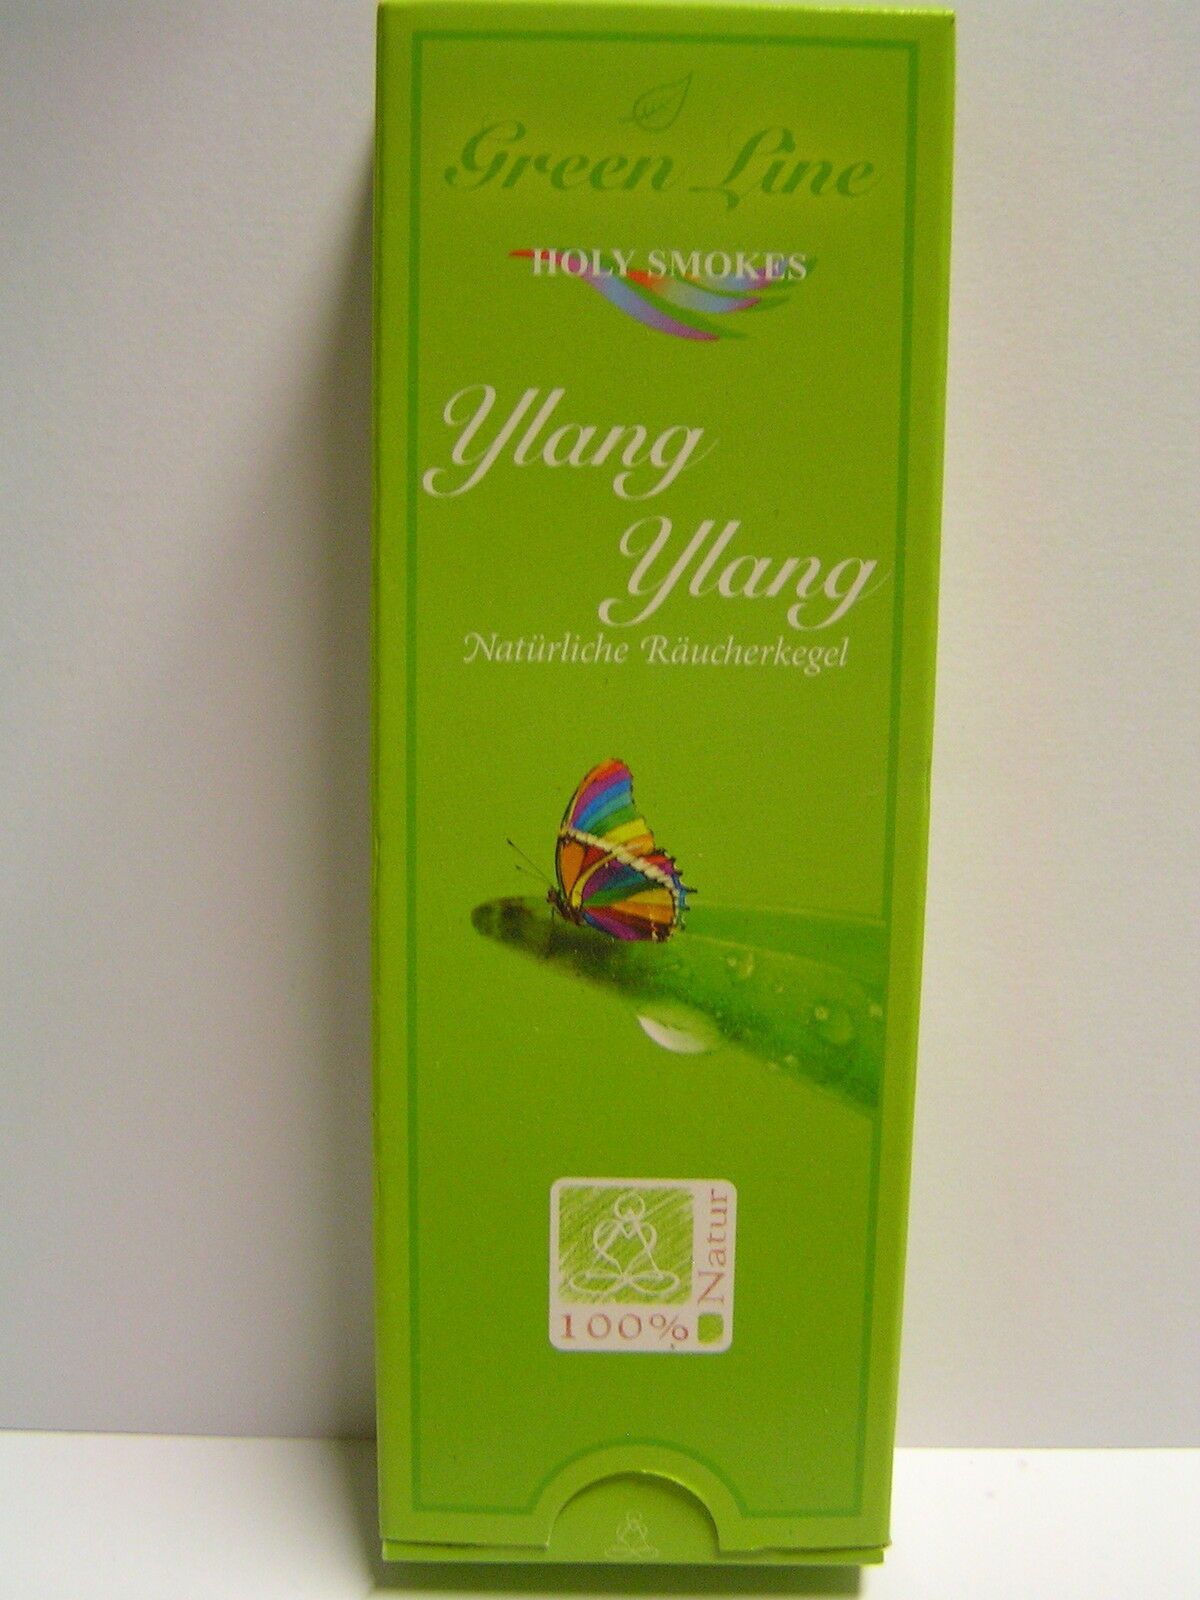 Green Line
HOLY SMOKES
Ylang
Ylang
Natürliche Räucherkegel
100%
Natur